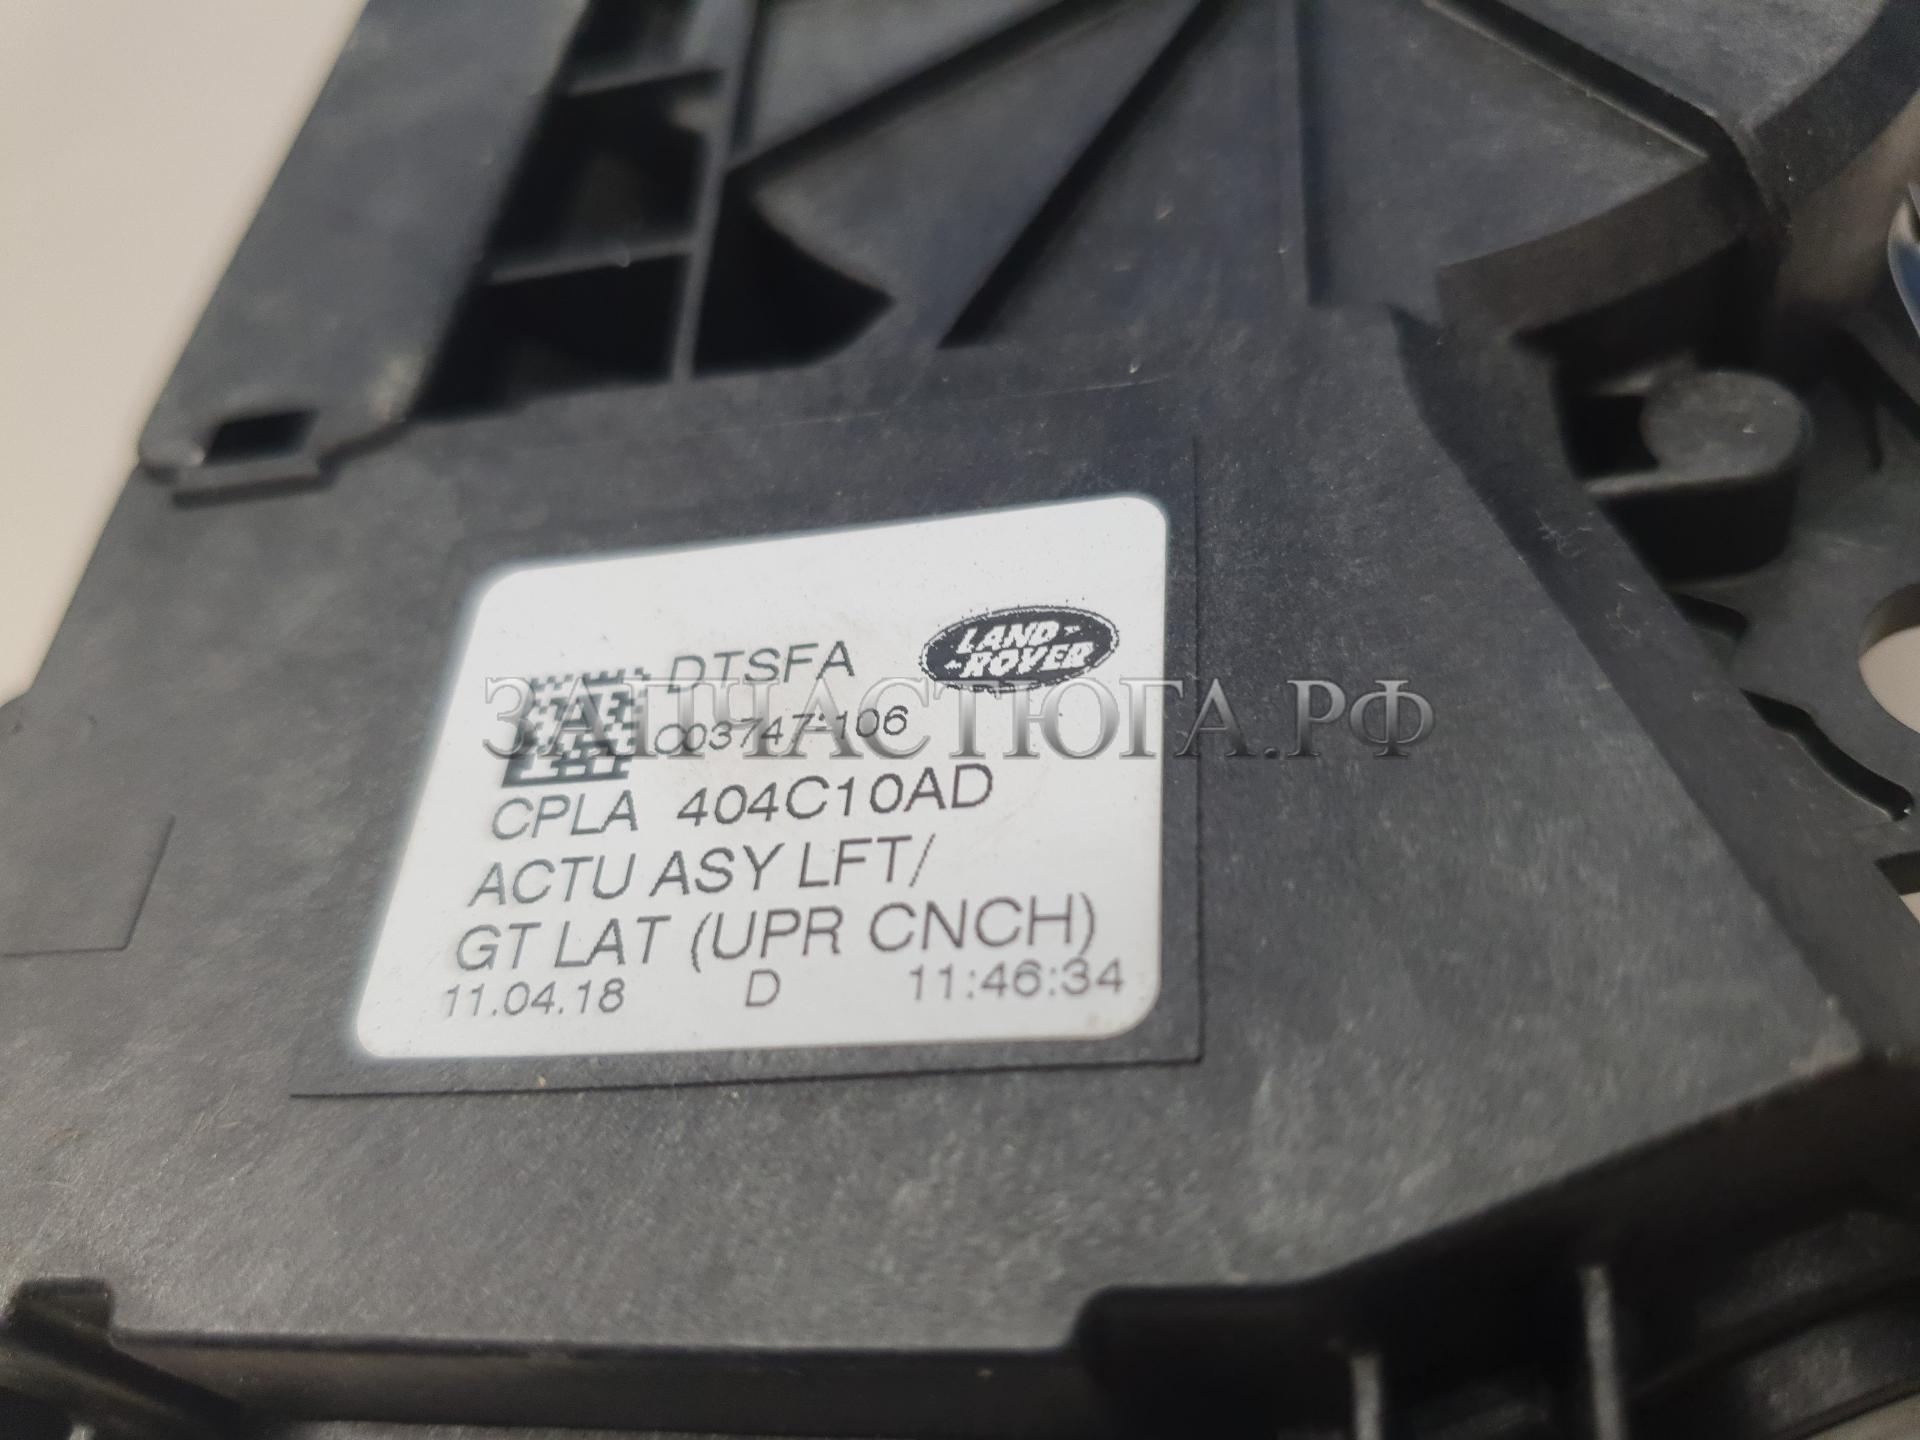 LAND
ROVER
DTSFA
003747-106
ЗАПЧАСТЮГА.РФ
CPLA 404C10AD
ACTU ASY LFT/
GT LAT (UPR CNCH)
11.04.18 D 11:46:34